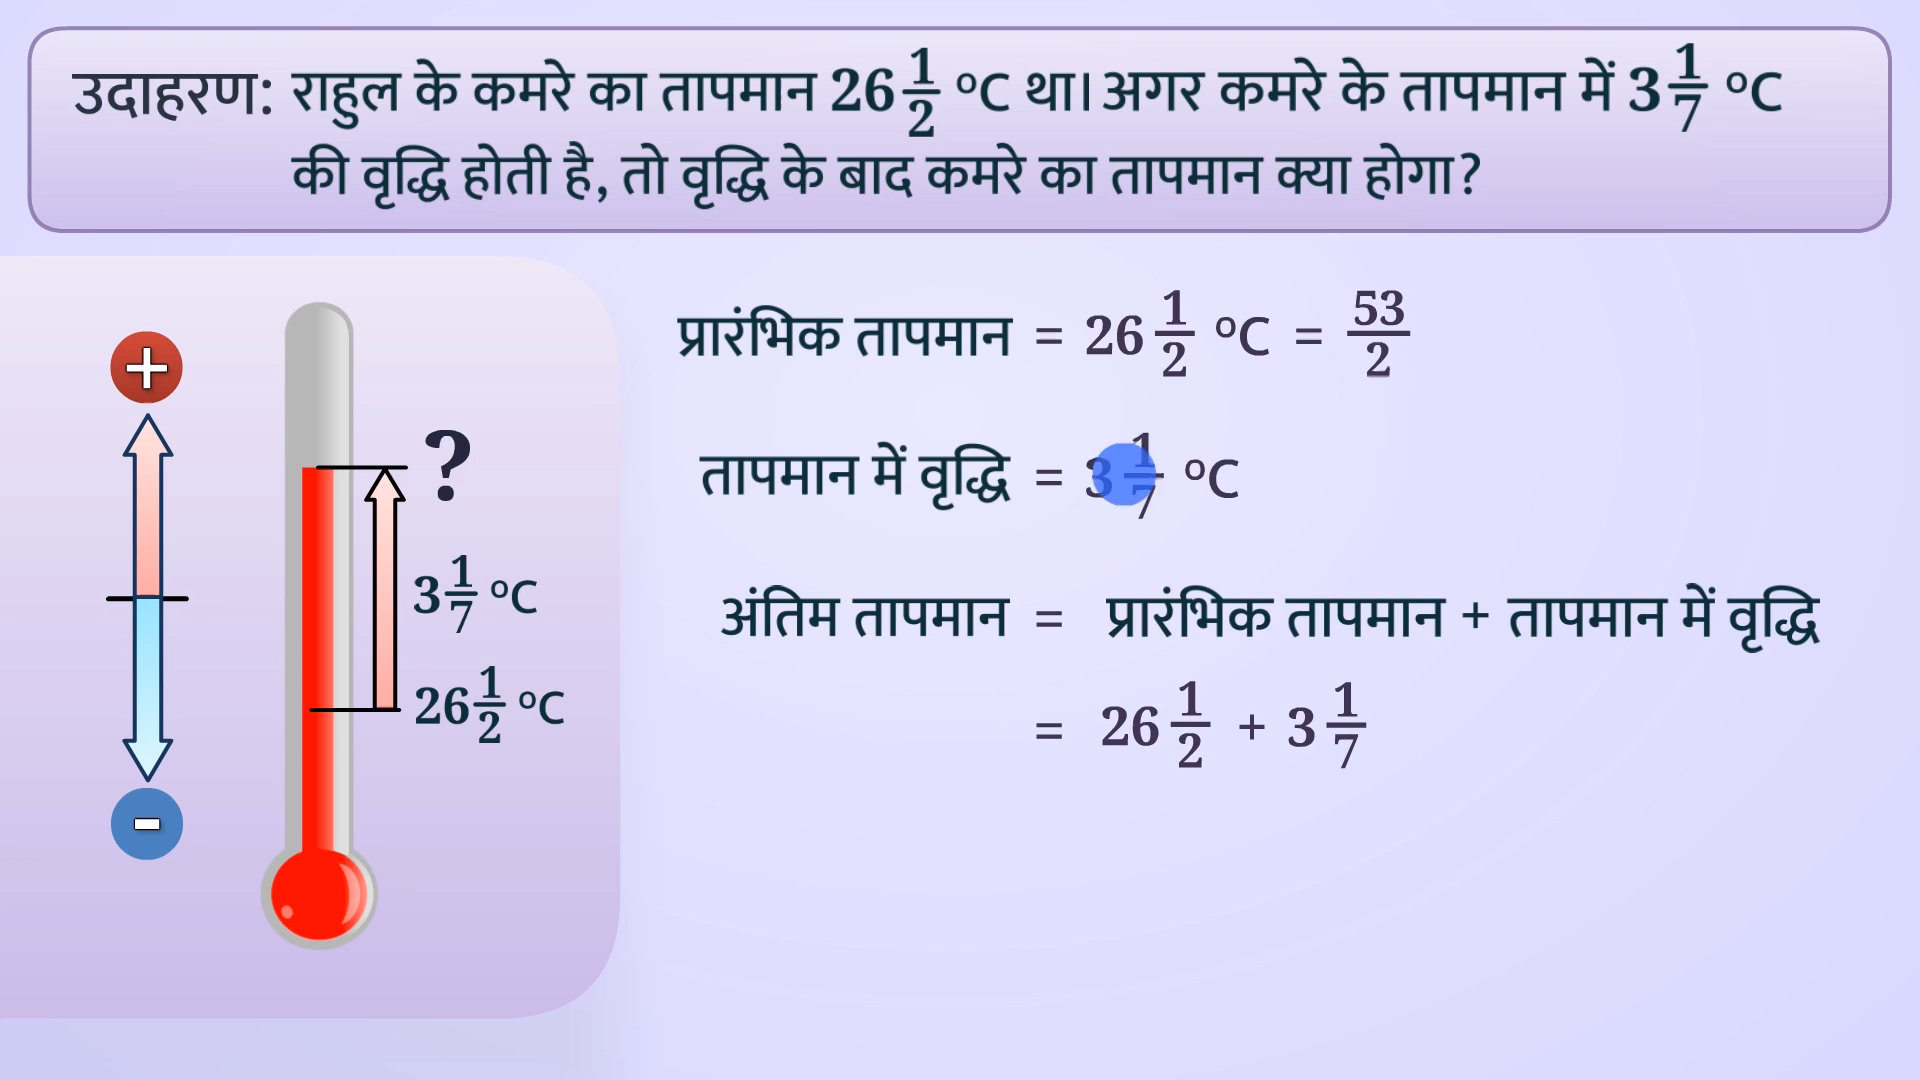 उदाहरण: राहुल के कमरे का तापमान 26 1/2 °C था। अगर कमरे के तापमान में 3 1/7 °C
की वृद्धि होती है, तो वृद्धि के बाद कमरे का तापमान क्या होगा?
+
?
3 1/7 °C
26 1/2 °C
-
प्रारंभिक तापमान = 26 1/2 °C = 53/2
तापमान में वृद्धि = 3 1/7 °C
अंतिम तापमान = प्रारंभिक तापमान + तापमान में वृद्धि
= 26 1/2 + 3 1/7